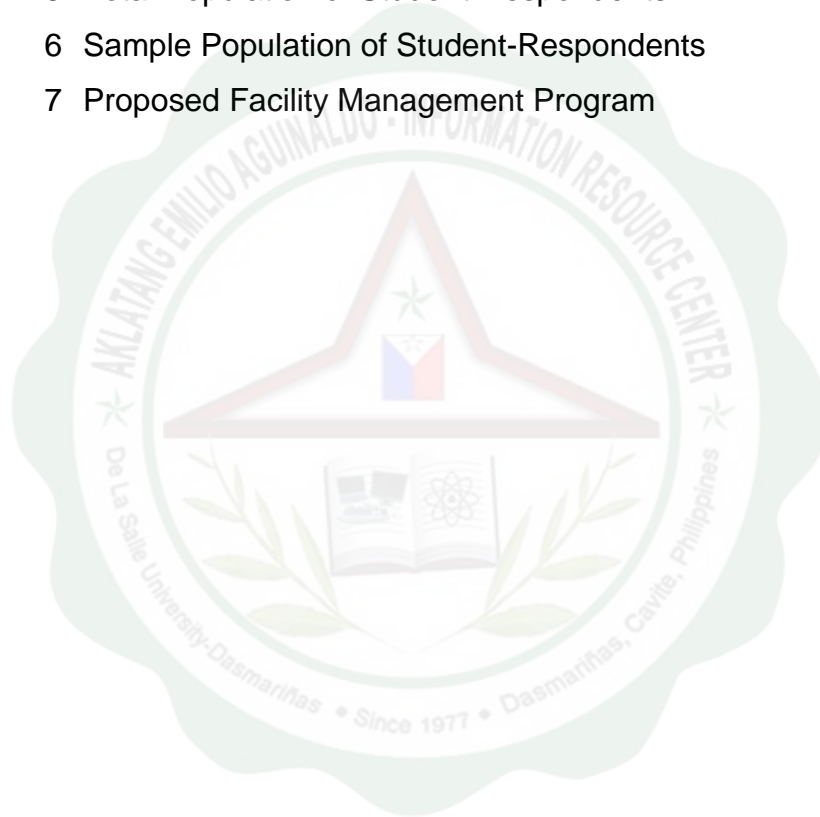 6 Sample Population of Student-Respondents
7 Proposed Facility Management Program
AKLATANG EMILIO AGUINALDO - INFORMATION RESOURCE CENTER
De La Salle University-Dasmariñas • Since 1977 • Dasmariñas, Cavite, Philippines